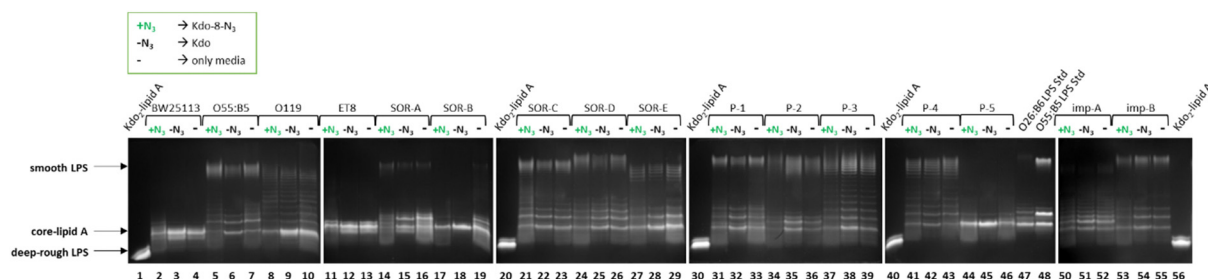 +N₃ → Kdo-8-N₃
-N₃ → Kdo
- → only media
Kdo₂-lipid A BW25113 O55:B5 O119 ET8 SOR-A SOR-B Kdo₂-lipid A SOR-C SOR-D SOR-E Kdo₂-lipid A P-1 P-2 P-3 Kdo₂-lipid A P-4 P-5 O26:B6 LPS Std O55:B5 LPS Std imp-A imp-B Kdo₂-lipid A
+N₃ -N₃ - +N₃ -N₃ - +N₃ -N₃ - +N₃ -N₃ - +N₃ -N₃ - +N₃ -N₃ - +N₃ -N₃ - +N₃ -N₃ - +N₃ -N₃ - +N₃ -N₃ - +N₃ -N₃ - +N₃ -N₃ - +N₃ -N₃ - +N₃ -N₃ - +N₃ -N₃ - +N₃ -N₃ -
smooth LPS
core-lipid A
deep-rough LPS
1 2 3 4 5 6 7 8 9 10 11 12 13 14 15 16 17 18 19 20 21 22 23 24 25 26 27 28 29 30 31 32 33 34 35 36 37 38 39 40 41 42 43 44 45 46 47 48 50 51 52 53 54 55 56